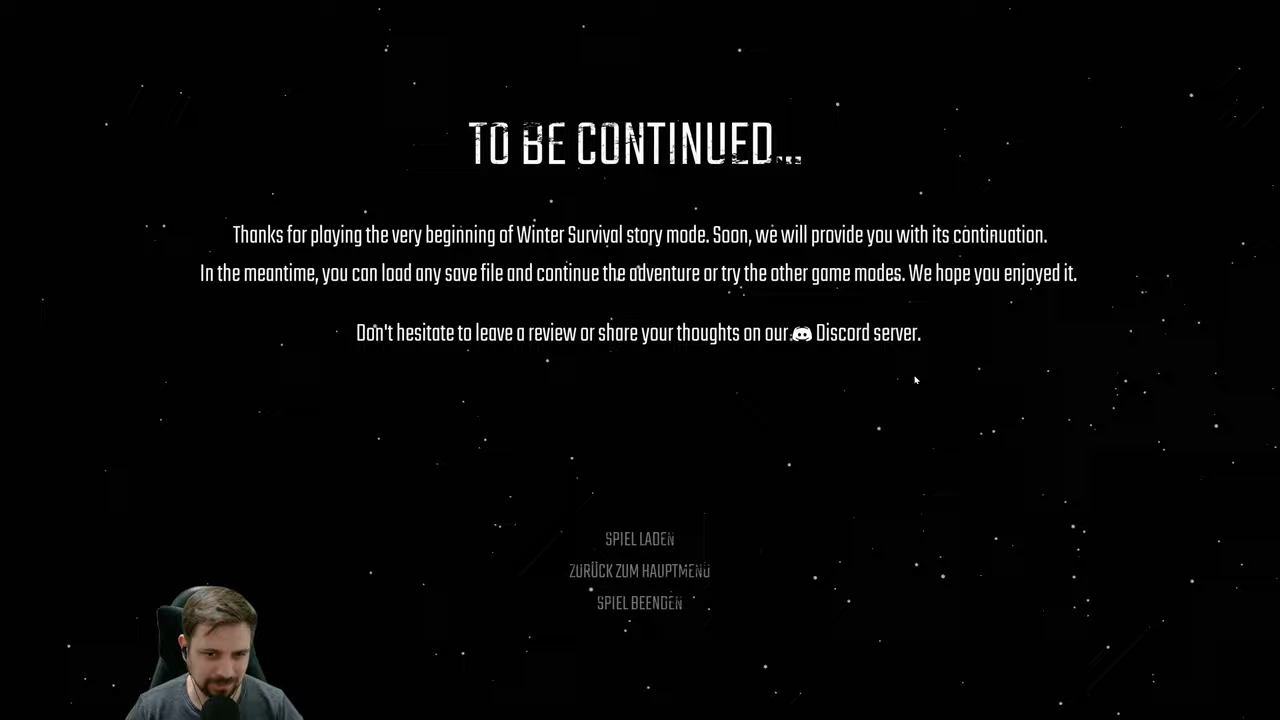 TO BE CONTINUED...
Thanks for playing the very beginning of Winter Survival story mode. Soon, we will provide you with its continuation.
In the meantime, you can load any save file and continue the adventure or try the other game modes. We hope you enjoyed it.
Don't hesitate to leave a review or share your thoughts on our Discord server.
SPIEL LADEN
ZURÜCK ZUM HAUPTMENÜ
SPIEL BEENDEN